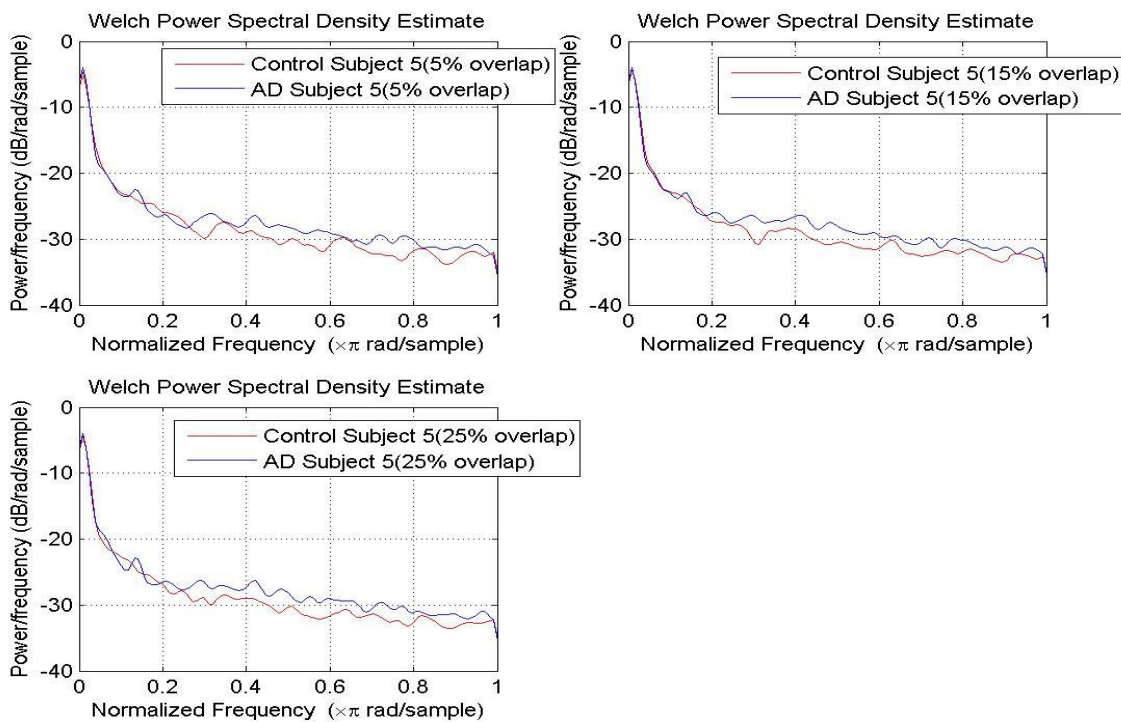 Welch Power Spectral Density Estimate
0
-10
-20
-30
-40
Power/frequency (dB/rad/sample)
Control Subject 5(5% overlap)
AD Subject 5(5% overlap)
0 0.2 0.4 0.6 0.8 1
Normalized Frequency (×π rad/sample)
Welch Power Spectral Density Estimate
0
-10
-20
-30
-40
Power/frequency (dB/rad/sample)
Control Subject 5(15% overlap)
AD Subject 5(15% overlap)
0 0.2 0.4 0.6 0.8 1
Normalized Frequency (×π rad/sample)
Welch Power Spectral Density Estimate
0
-10
-20
-30
-40
Power/frequency (dB/rad/sample)
Control Subject 5(25% overlap)
AD Subject 5(25% overlap)
0 0.2 0.4 0.6 0.8 1
Normalized Frequency (×π rad/sample)